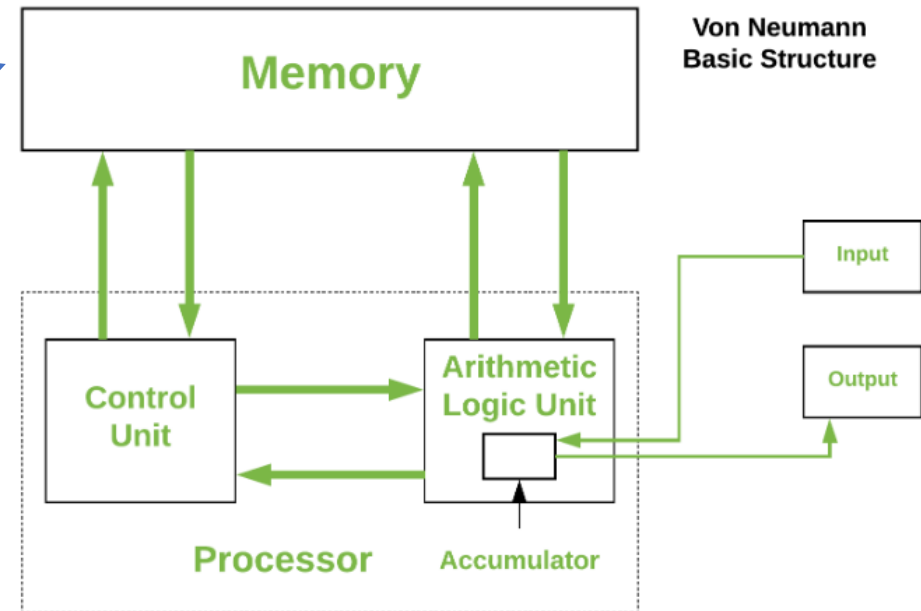 Von Neumann
Basic Structure
Memory
Input
Arithmetic
Logic Unit
Control
Unit
Output
Processor
Accumulator